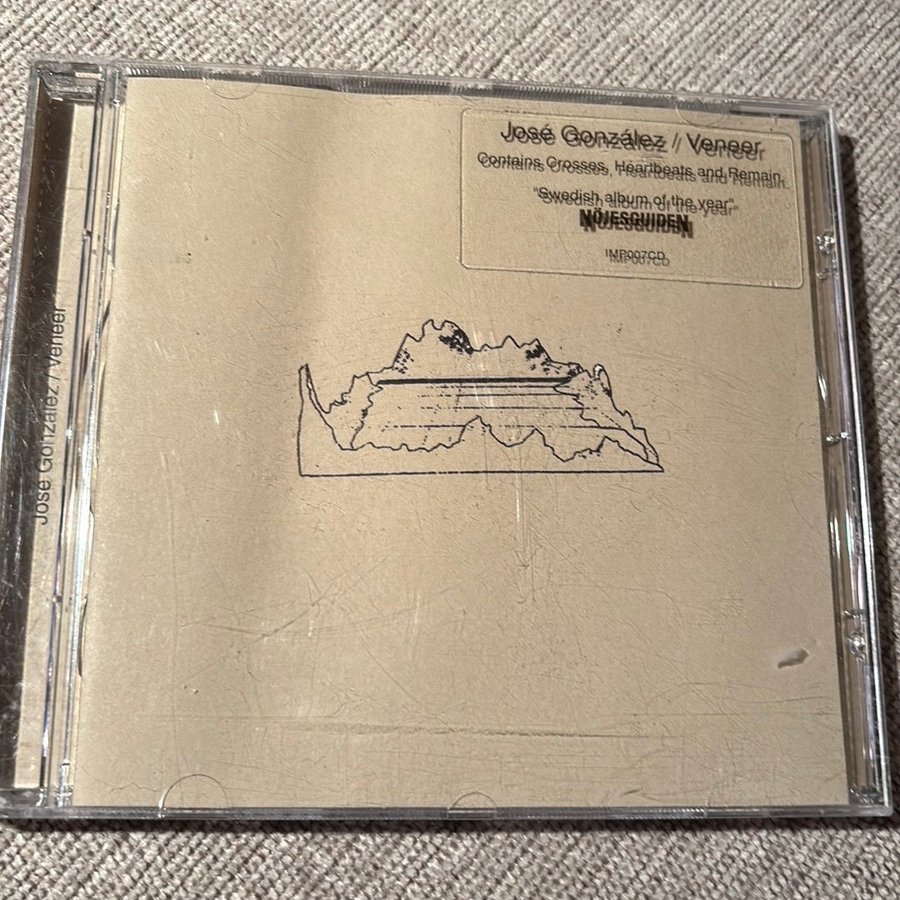 José González // Veneer
Contains Crosses, Heartbeats and Remain.
"Swedish album of the year"
NÖJESGUIDEN
IMP007CD
José González / Veneer